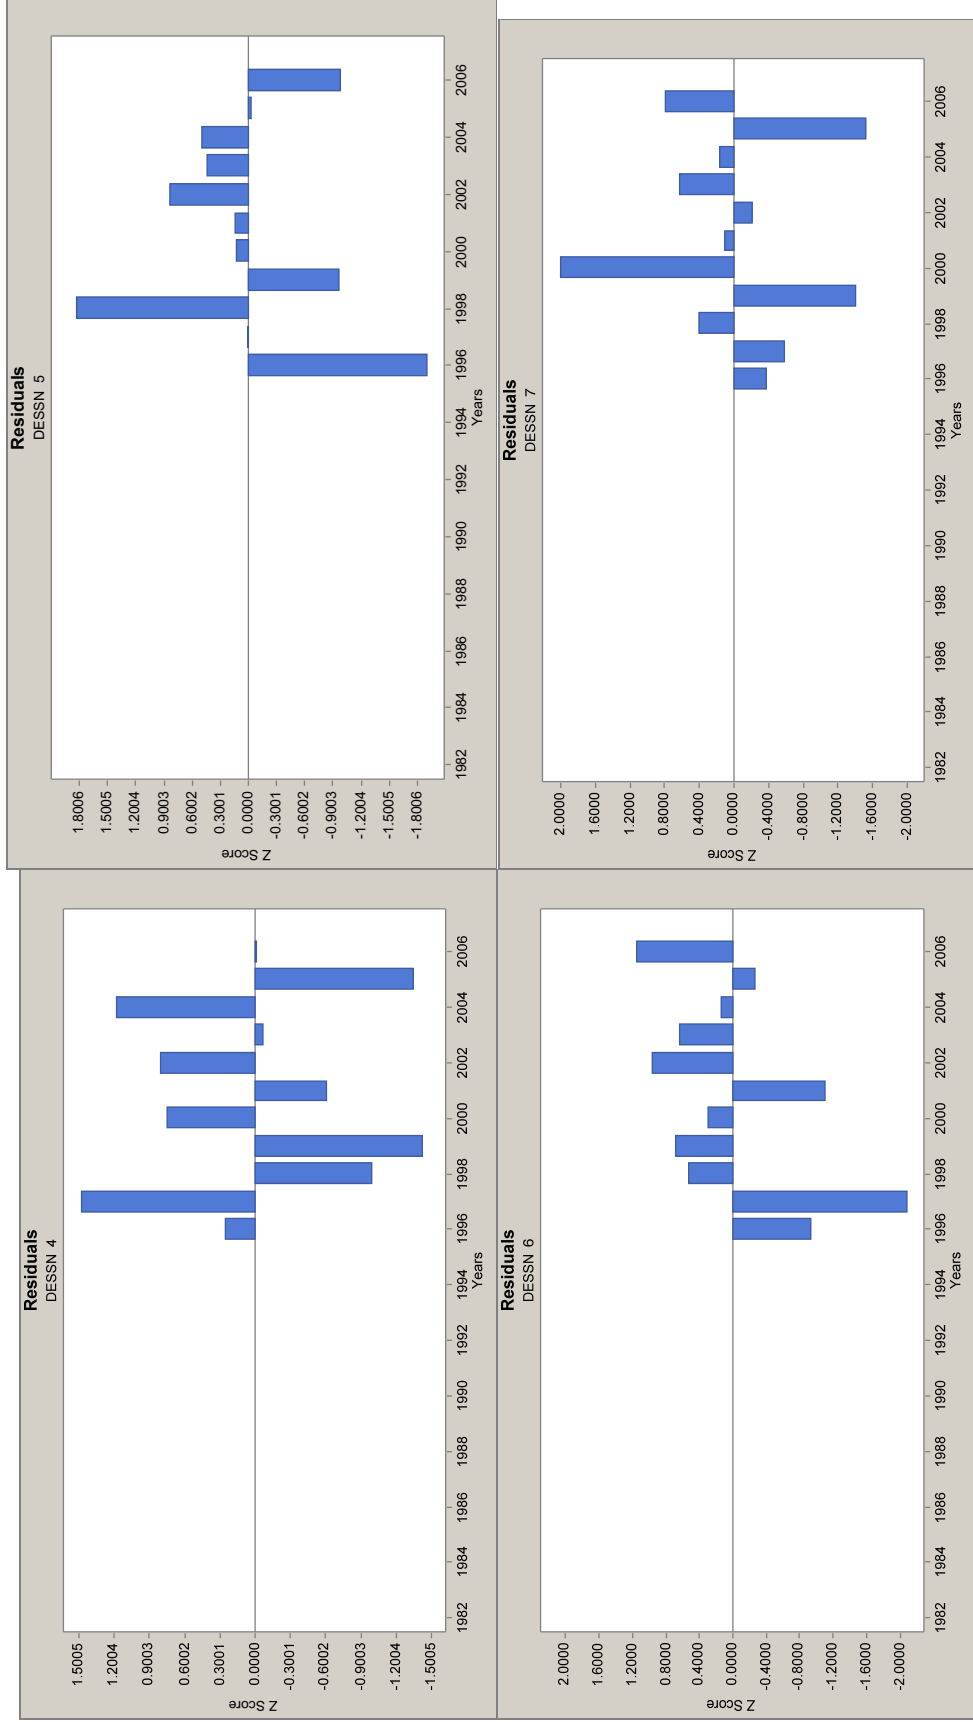 Residuals
DESSN 4
Z Score
1.5005
1.2004
0.9003
0.6002
0.3001
0.0000
-0.3001
-0.6002
-0.9003
-1.2004
-1.5005
1982 1984 1986 1988 1990 1992 1994 1996 1998 2000 2002 2004 2006
Years
Residuals
DESSN 5
Z Score
1.8006
1.5005
1.2004
0.9003
0.6002
0.3001
0.0000
-0.3001
-0.6002
-0.9003
-1.2004
-1.5005
-1.8006
1982 1984 1986 1988 1990 1992 1994 1996 1998 2000 2002 2004 2006
Years
Residuals
DESSN 6
Z Score
2.0000
1.6000
1.2000
0.8000
0.4000
0.0000
-0.4000
-0.8000
-1.2000
-1.6000
-2.0000
1982 1984 1986 1988 1990 1992 1994 1996 1998 2000 2002 2004 2006
Years
Residuals
DESSN 7
Z Score
2.0000
1.6000
1.2000
0.8000
0.4000
0.0000
-0.4000
-0.8000
-1.2000
-1.6000
-2.0000
1982 1984 1986 1988 1990 1992 1994 1996 1998 2000 2002 2004 2006
Years